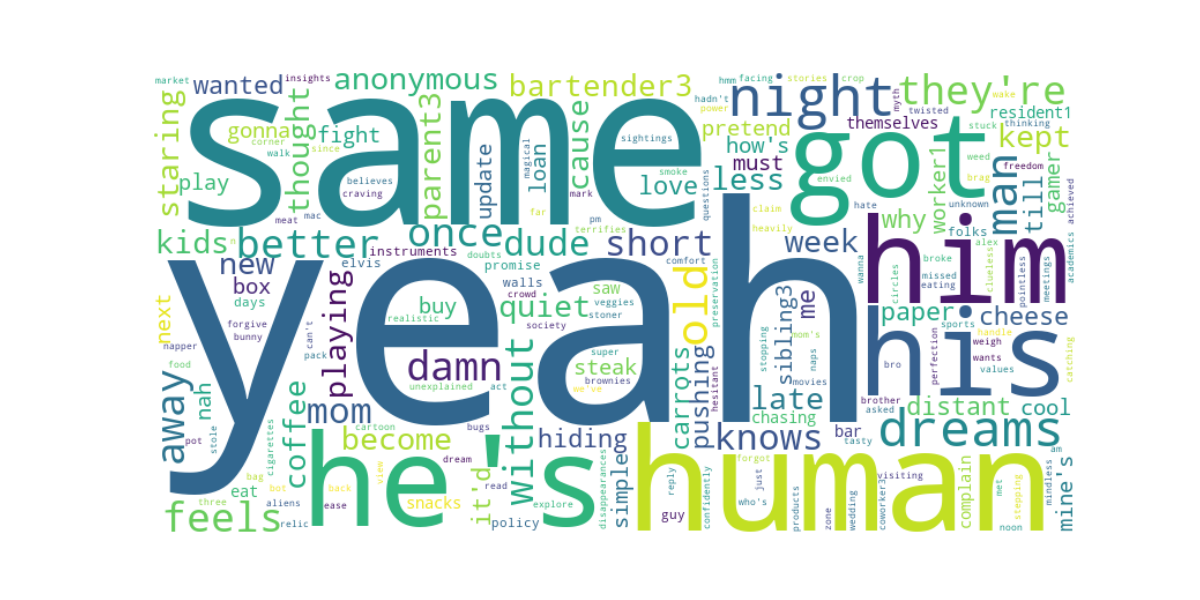 market
wanted
insights
anonymous
bartender3
hmm
facing
stories
crop
they're
wake
same
night
got
staring
gonna
corner
thought
fight
walk
since
play
believes
craving
parent3
update
magical
loan
cause
sightings
smoke
mark
love
pretend
how's
must
less
questions
power
hadn't
myth
twisted
themselves
envied
hate
why
worker1
weed
brag
unknown
folks
stuck
thinking
resident1
kept
freedom
man
till
gamer
achieved
meat
mac
far
pm
terrifies
claim
heavily
kids
n
better
once
dude
short
week
wanna
him
alex
clueless
broke
missed
eating
circles
pointless
meetings
academics
doubts
instruments
elvis
promise
comfort
new
box
days
walls
crowd
saw
veggies
old
preservation
yeah
next
forgive
bunny
can't
playing
realistic
buy
stoner
quiet
society
me
sibling3
stopping
mom's
naps
movies
paper
sports
handle
cheese
weigh
wants
values
perfection
catching
his
bro
napper
food
pack
damn
unexplained
act
we've
super
steak
brownies
hesitant
carrots
pushing
late
chasing
brother
asked
distant
cool
away
nah
stole
pot
coffee
cigarettes
mom
cartoon
bugs
without
hiding
knows
bar
tasty
dreams
am
become
he's
human
dream
view
back
bag
bot
eat
aliens
ease
snacks
read
it'd
explore
disappearances
simple
reply
forgot
just
confidently
who's
products
zone
wedding
coworker35
visiting
complain
met
stepping
mindless
mine's
feels
three
relic
policy
guy
noon